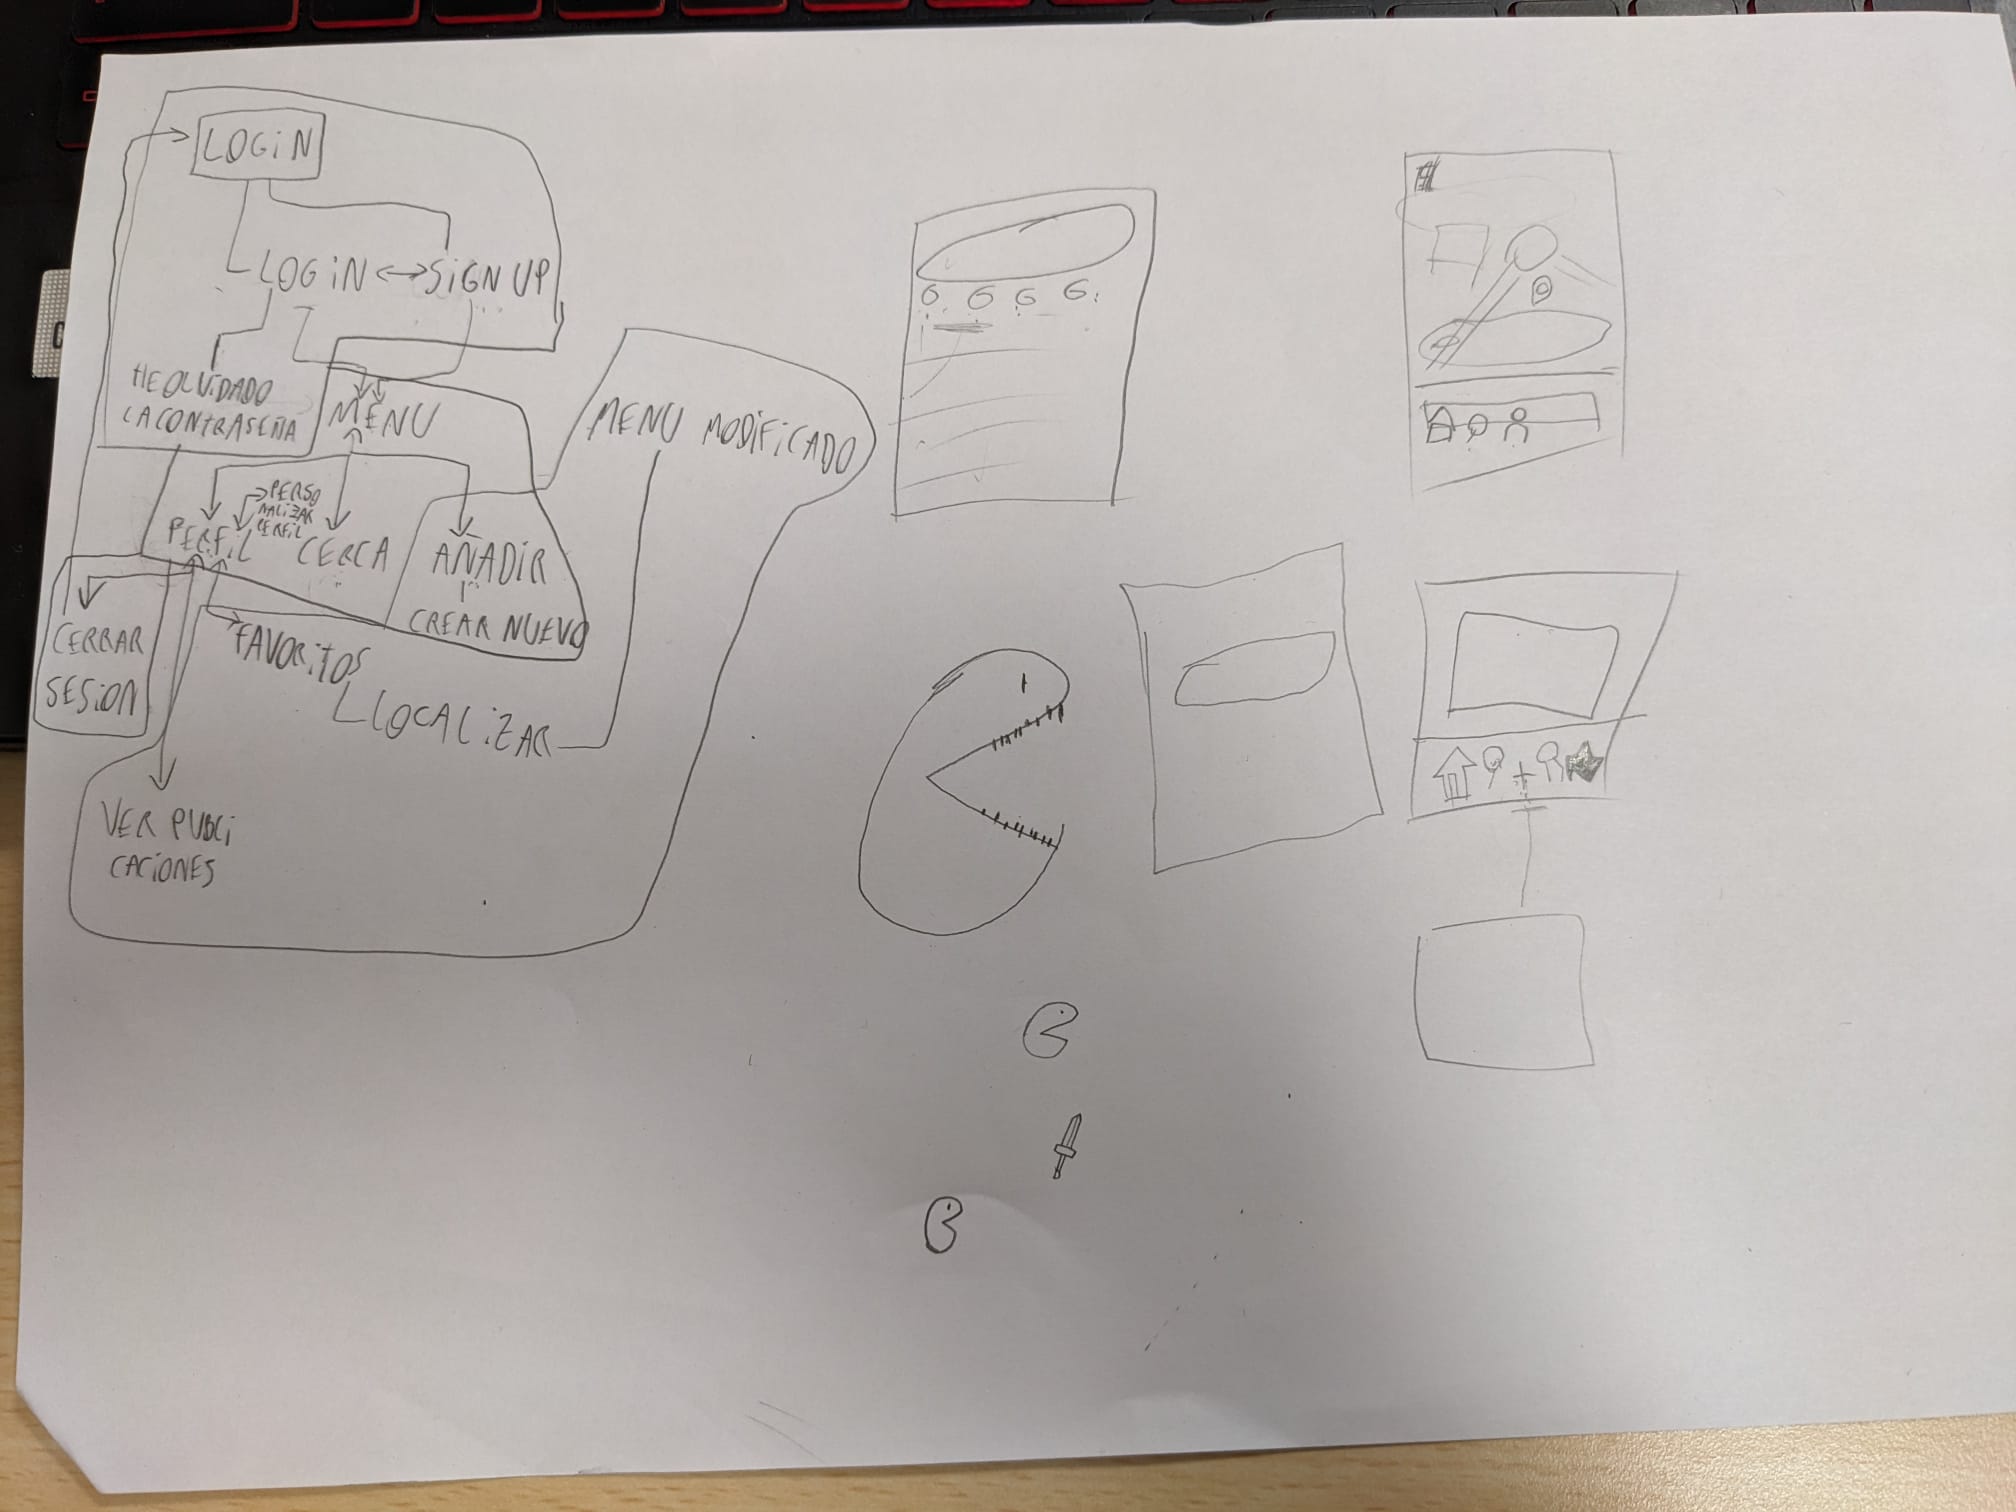 LOGIN
LOGIN
SIGN UP
HE OLVIDADO
LA CONTRASEÑA
MENU
MENU MODIFICADO
PERSO
NALIZAR
PERFIL
PERFIL
CERCA
AÑADIR
CREAR NUEVO
CERRAR
SESION
FAVORITOS
LOCALIZAR
VER PUBLI
CACIONES